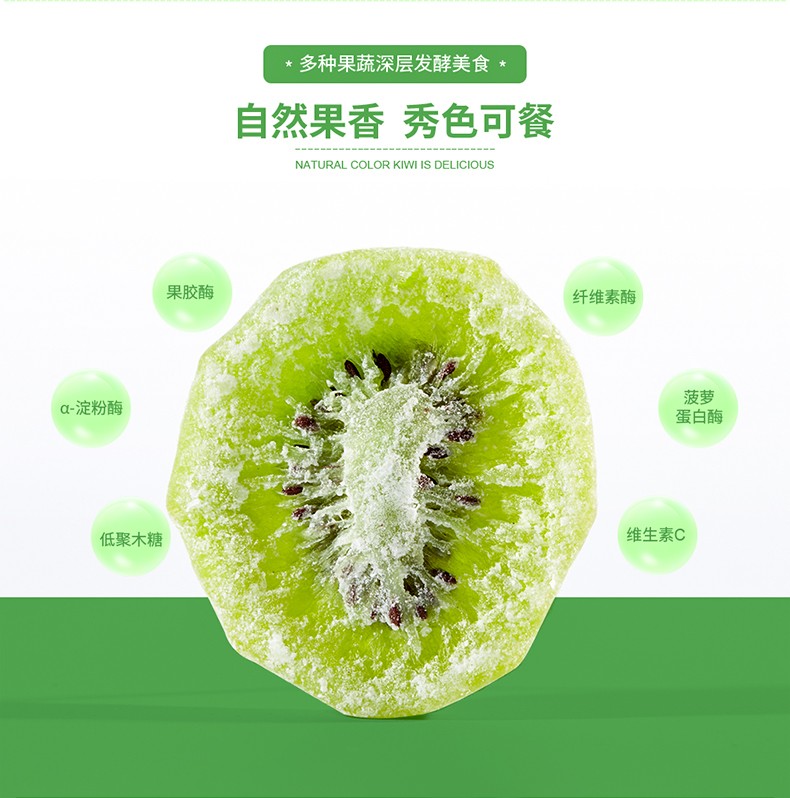 * 多种果蔬深层发酵美食 *
自然果香 秀色可餐
NATURAL COLOR KIWI IS DELICIOUS
果胶酶
纤维素酶
α-淀粉酶
菠萝
蛋白酶
低聚木糖
维生素C